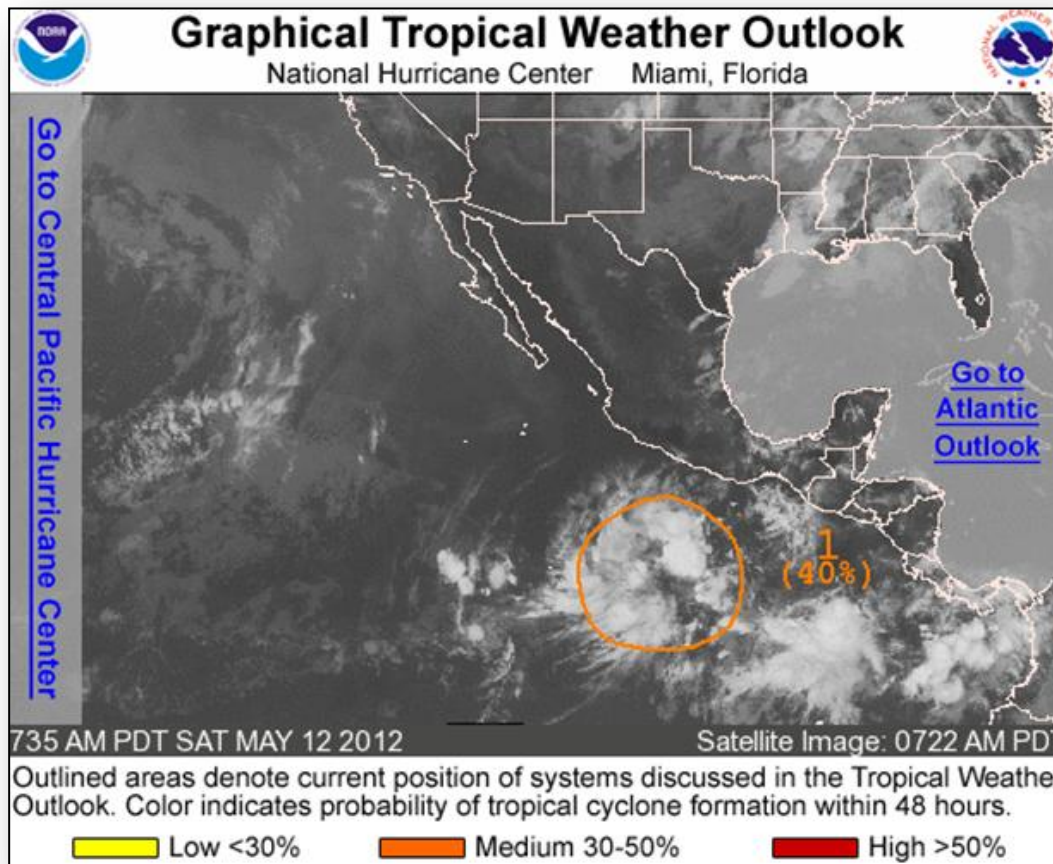 Graphical Tropical Weather Outlook
National Hurricane Center Miami, Florida
NOAA
NATIONAL WEATHER
Go to Central Pacific Hurricane Center
Go to
Atlantic
Outlook
1
(40%)
735 AM PDT SAT MAY 12 2012 Satellite Image: 0722 AM PDT
Outlined areas denote current position of systems discussed in the Tropical Weathe
Outlook. Color indicates probability of tropical cyclone formation within 48 hours.
Low <30% Medium 30-50% High >50%